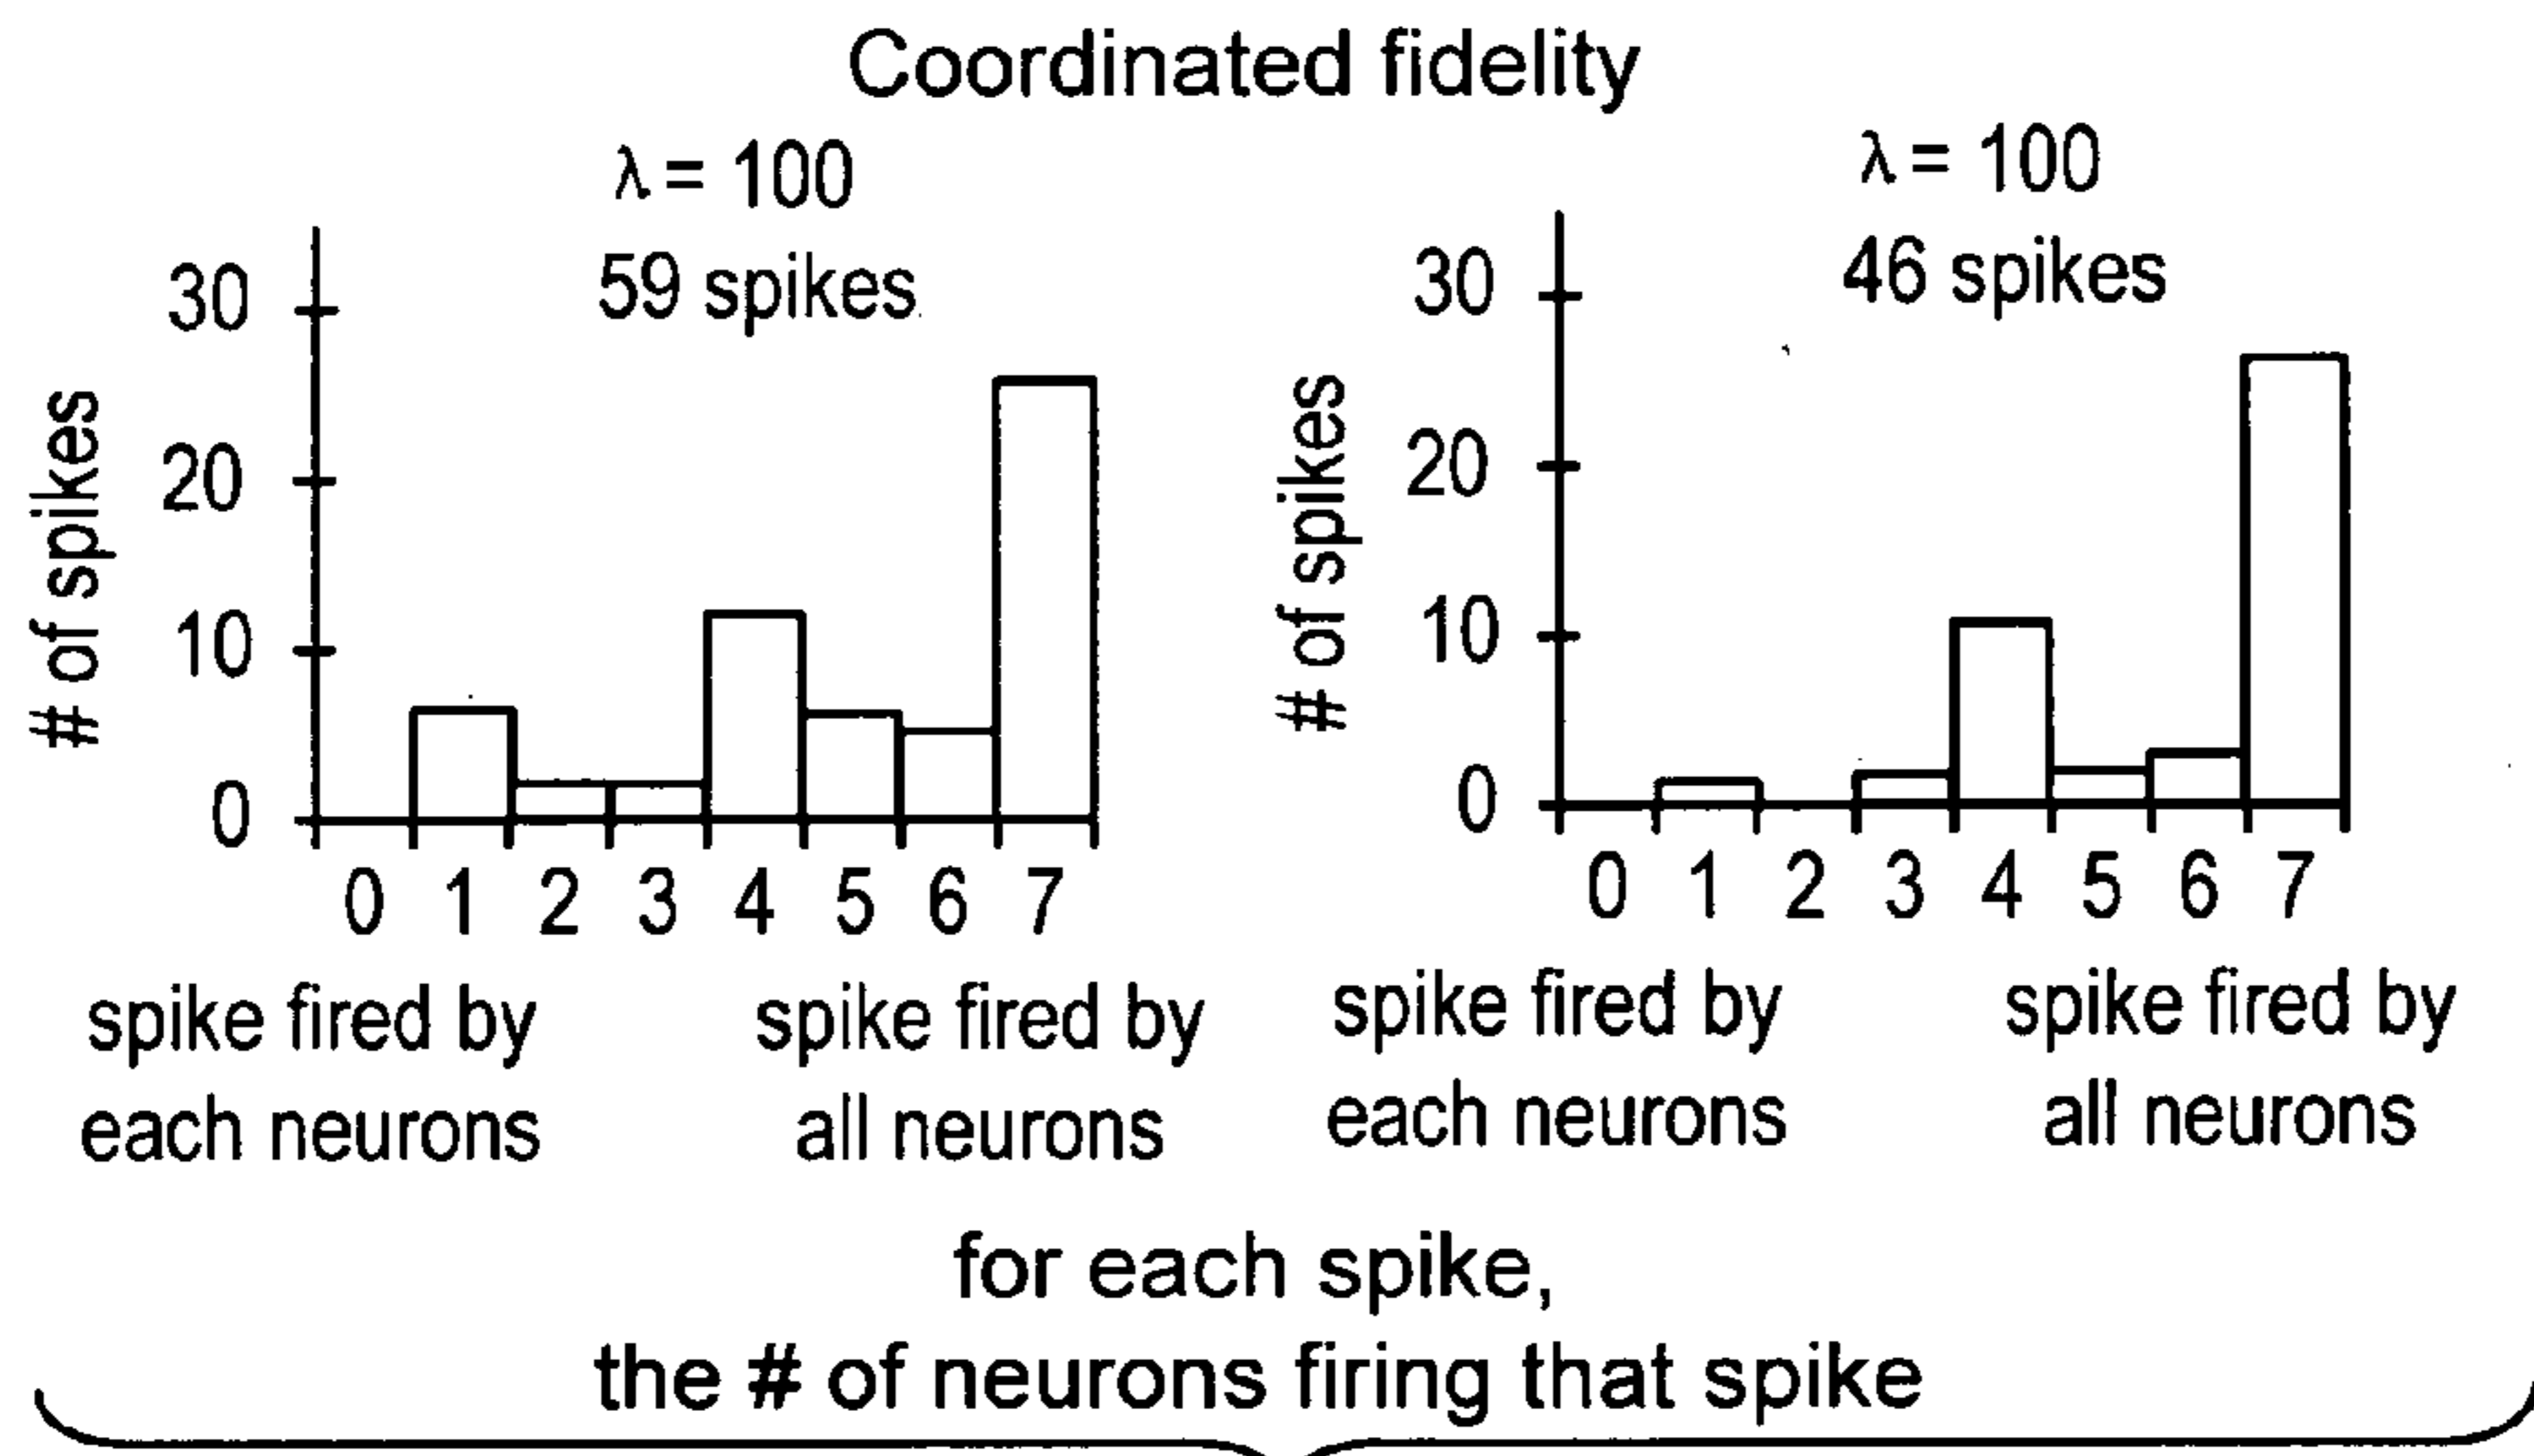 Coordinated fidelity
λ = 100
59 spikes
# of spikes
30
20
10
0
0 1 2 3 4 5 6 7
spike fired by
each neurons
spike fired by
all neurons
λ = 100
46 spikes
# of spikes
30
20
10
0
0 1 2 3 4 5 6 7
spike fired by
each neurons
spike fired by
all neurons
for each spike,
the # of neurons firing that spike